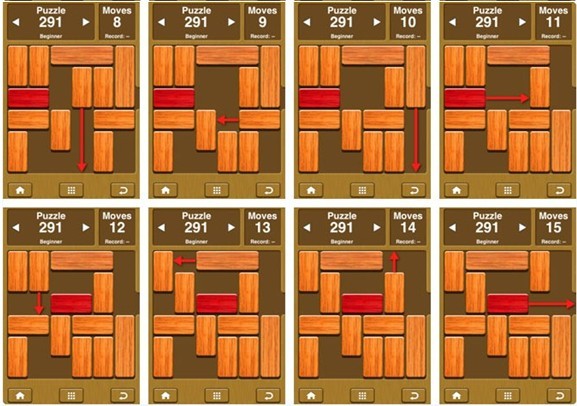 Puzzle Moves
291 8
Beginner Record: –
Puzzle Moves
291 9
Beginner Record: –
Puzzle Moves
291 10
Beginner Record: –
Puzzle Moves
291 11
Beginner Record: –
Puzzle Moves
291 12
Beginner Record: –
Puzzle Moves
291 13
Beginner Record: –
Puzzle Moves
291 14
Beginner Record: –
Puzzle Moves
291 15
Beginner Record: –